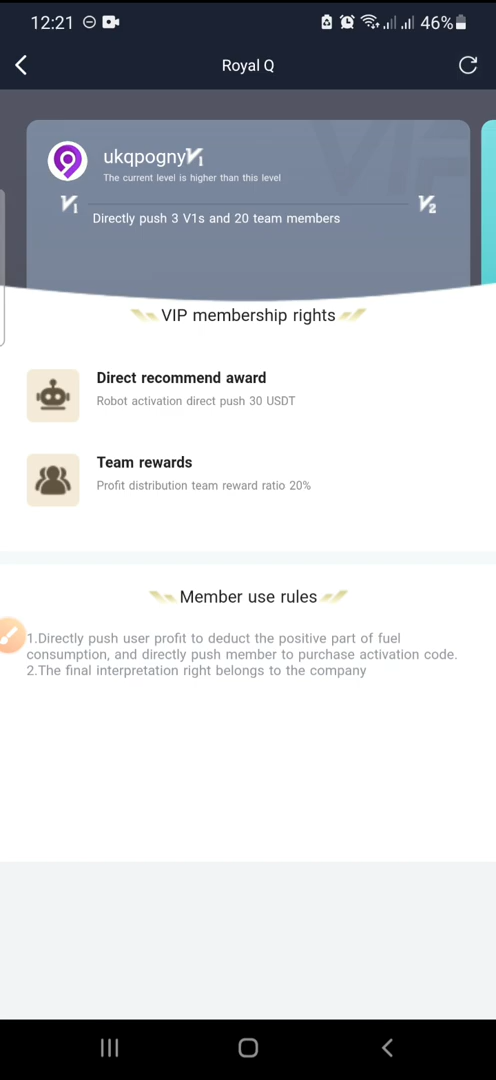 12:21
46%
Royal Q
ukqpognyV1
The current level is higher than this level
V1
V2
Directly push 3 V1s and 20 team members
VIP membership rights
Direct recommend award
Robot activation direct push 30 USDT
Team rewards
Profit distribution team reward ratio 20%
Member use rules
1.Directly push user profit to deduct the positive part of fuel
consumption, and directly push member to purchase activation code.
2.The final interpretation right belongs to the company